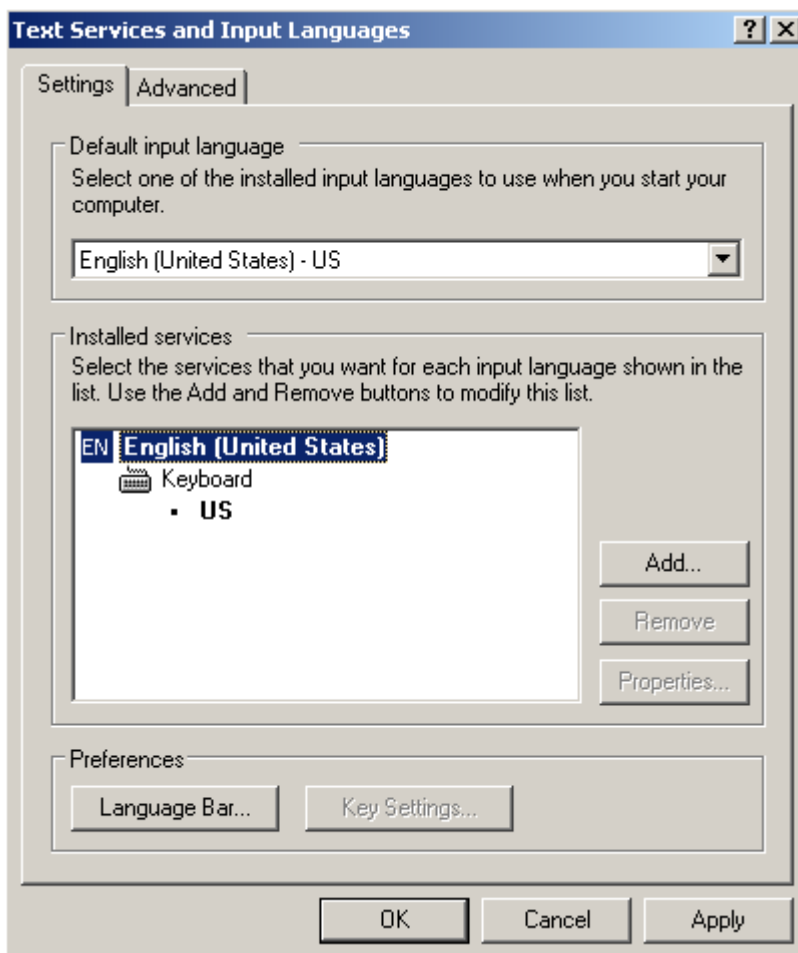 Text Services and Input Languages
Settings
Advanced
Default input language
Select one of the installed input languages to use when you start your
computer.
English (United States) - US
Installed services
Select the services that you want for each input language shown in the
list. Use the Add and Remove buttons to modify this list.
EN English (United States)
Keyboard
US
Add...
Remove
Properties...
Preferences
Language Bar...
Key Settings...
OK
Cancel
Apply